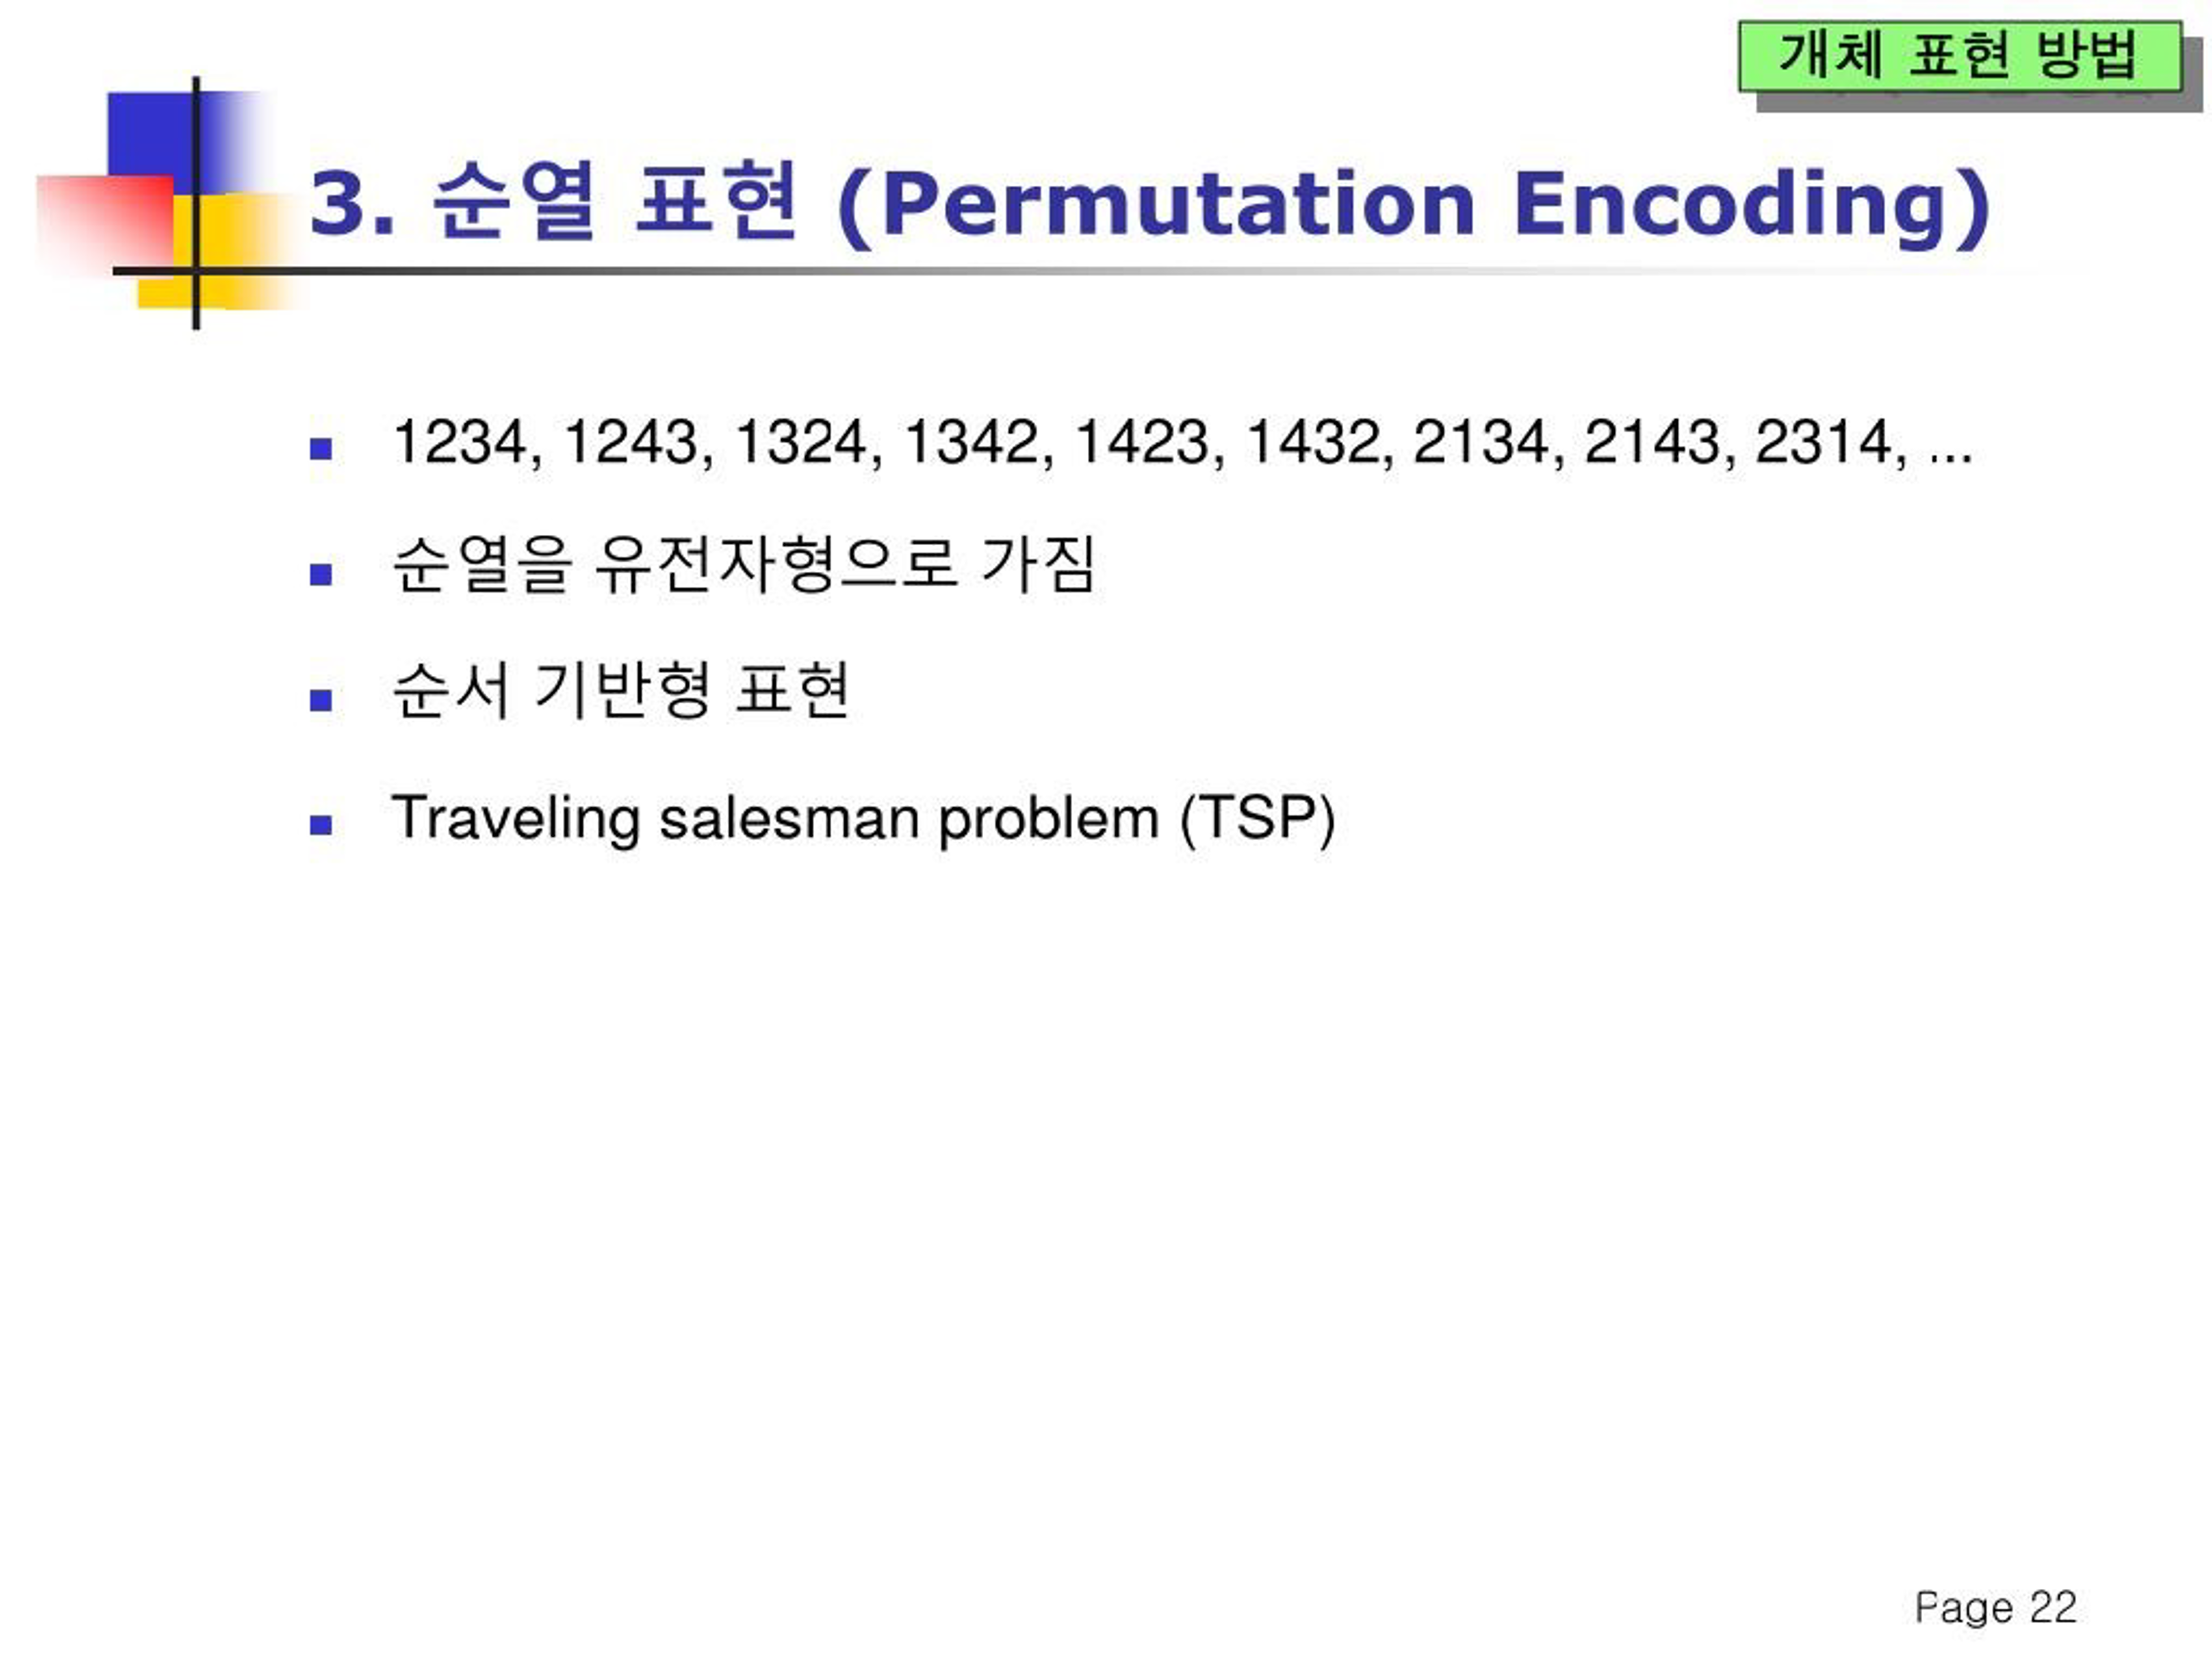 개체 표현 방법
3. 순열 표현 (Permutation Encoding)
1234, 1243, 1324, 1342, 1423, 1432, 2134, 2143, 2314, ...
순열을 유전자형으로 가짐
순서 기반형 표현
Traveling salesman problem (TSP)
Page 22